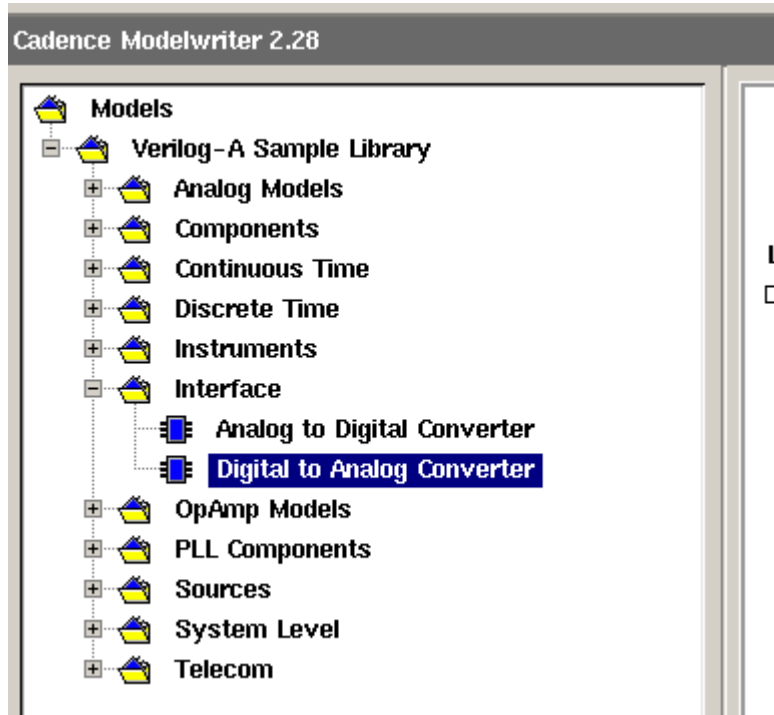 Cadence Modelwriter 2.28
Models
Verilog-A Sample Library
Analog Models
Components
Continuous Time
Discrete Time
Instruments
Interface
Analog to Digital Converter
Digital to Analog Converter
OpAmp Models
PLL Components
Sources
System Level
Telecom